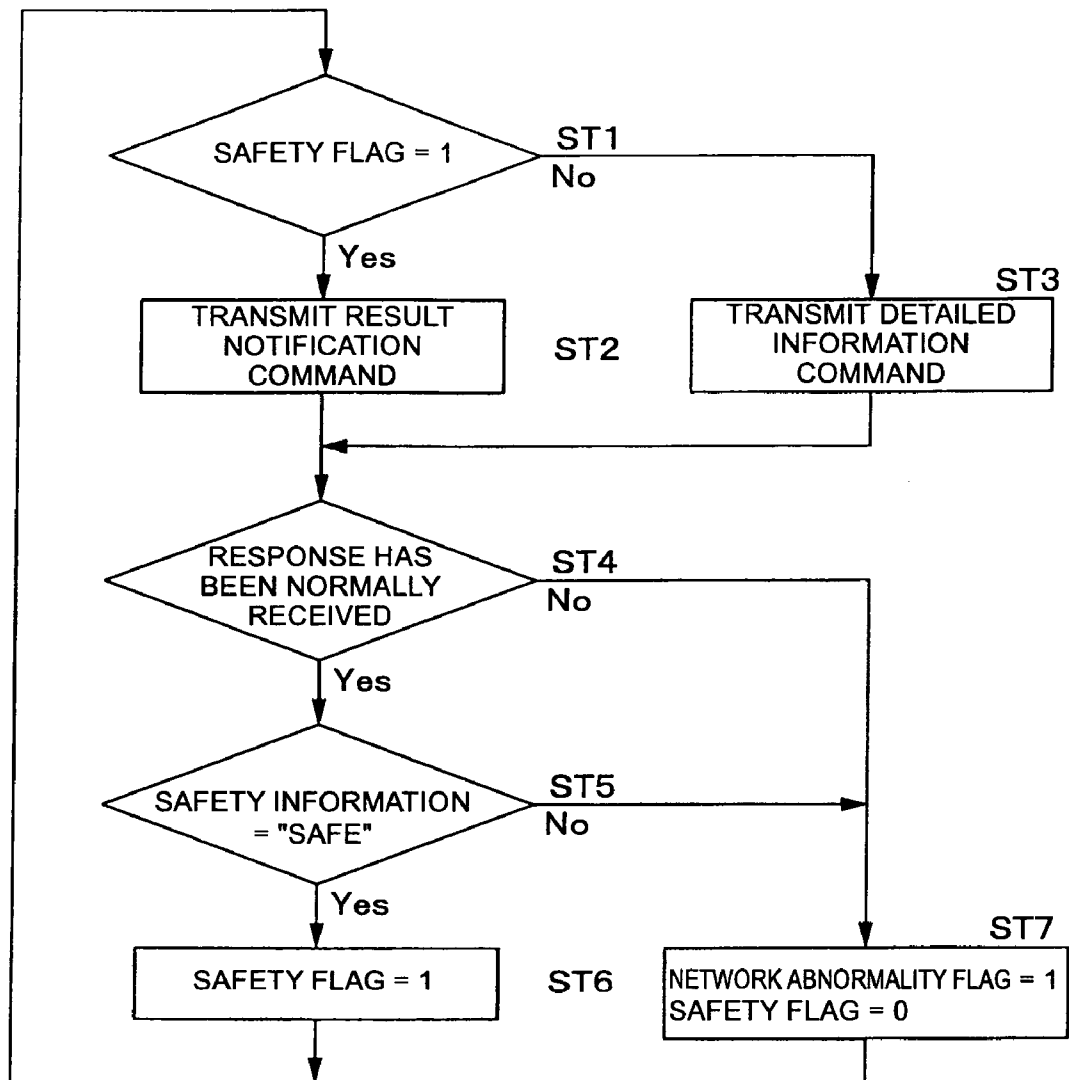 SAFETY FLAG = 1
ST1
No
Yes
TRANSMIT RESULT
NOTIFICATION
COMMAND
ST2
ST3
TRANSMIT DETAILED
INFORMATION
COMMAND
RESPONSE HAS
BEEN NORMALLY
RECEIVED
ST4
No
Yes
SAFETY INFORMATION
= "SAFE"
ST5
No
Yes
SAFETY FLAG = 1
ST6
ST7
NETWORK ABNORMALITY FLAG = 1
SAFETY FLAG = 0